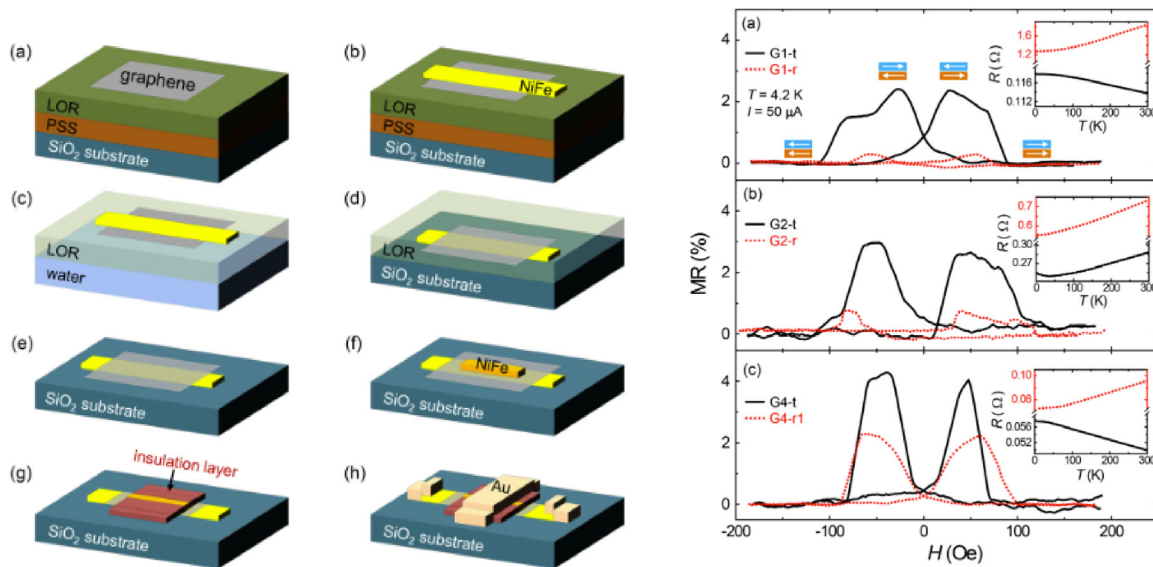 (a)
graphene
LOR
PSS
SiO₂ substrate
(b)
NiFe
LOR
PSS
SiO₂ substrate
(c)
LOR
water
(d)
LOR
SiO₂ substrate
(e)
SiO₂ substrate
(f)
NiFe
SiO₂ substrate
(g)
insulation layer
SiO₂ substrate
(h)
Au
SiO₂ substrate
MR (%)
(a)
G1-t
G1-r
T = 4.2 K
I = 50 µA
4
2
0
R (Ω)
1.6
1.2
0.116
0.112
0 100 200 300
T (K)
(b)
G2-t
G2-r
4
2
0
R (Ω)
0.7
0.6
0.30
0.27
0 100 200 300
T (K)
(c)
G4-t
G4-r1
4
2
0
R (Ω)
0.10
0.08
0.056
0.052
0 100 200 300
T (K)
-200 -100 0 100 200
H (Oe)